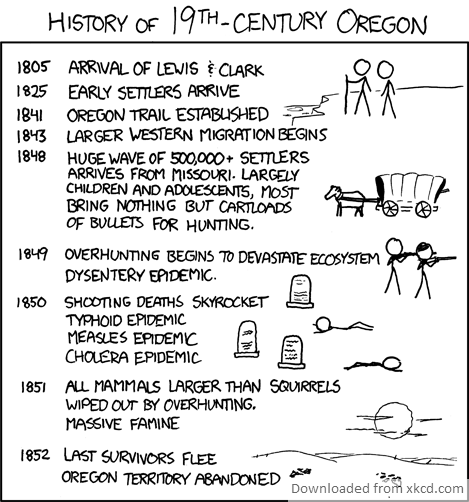 HISTORY OF 19TH-CENTURY OREGON
1805 ARRIVAL OF LEWIS & CLARK
1825 EARLY SETTLERS ARRIVE
1841 OREGON TRAIL ESTABLISHED
1843 LARGER WESTERN MIGRATION BEGINS
1848 HUGE WAVE OF 500,000+ SETTLERS
ARRIVES FROM MISSOURI. LARGELY
CHILDREN AND ADOLESCENTS, MOST
BRING NOTHING BUT CARTLOADS
OF BULLETS FOR HUNTING.
1849 OVERHUNTING BEGINS TO DEVASTATE ECOSYSTEM
DYSENTERY EPIDEMIC.
1850 SHOOTING DEATHS SKYROCKET
TYPHOID EPIDEMIC
MEASLES EPIDEMIC
CHOLERA EPIDEMIC
1851 ALL MAMMALS LARGER THAN SQUIRRELS
WIPED OUT BY OVERHUNTING.
MASSIVE FAMINE
1852 LAST SURVIVORS FLEE
OREGON TERRITORY ABANDONED
Downloaded from xkcd.com